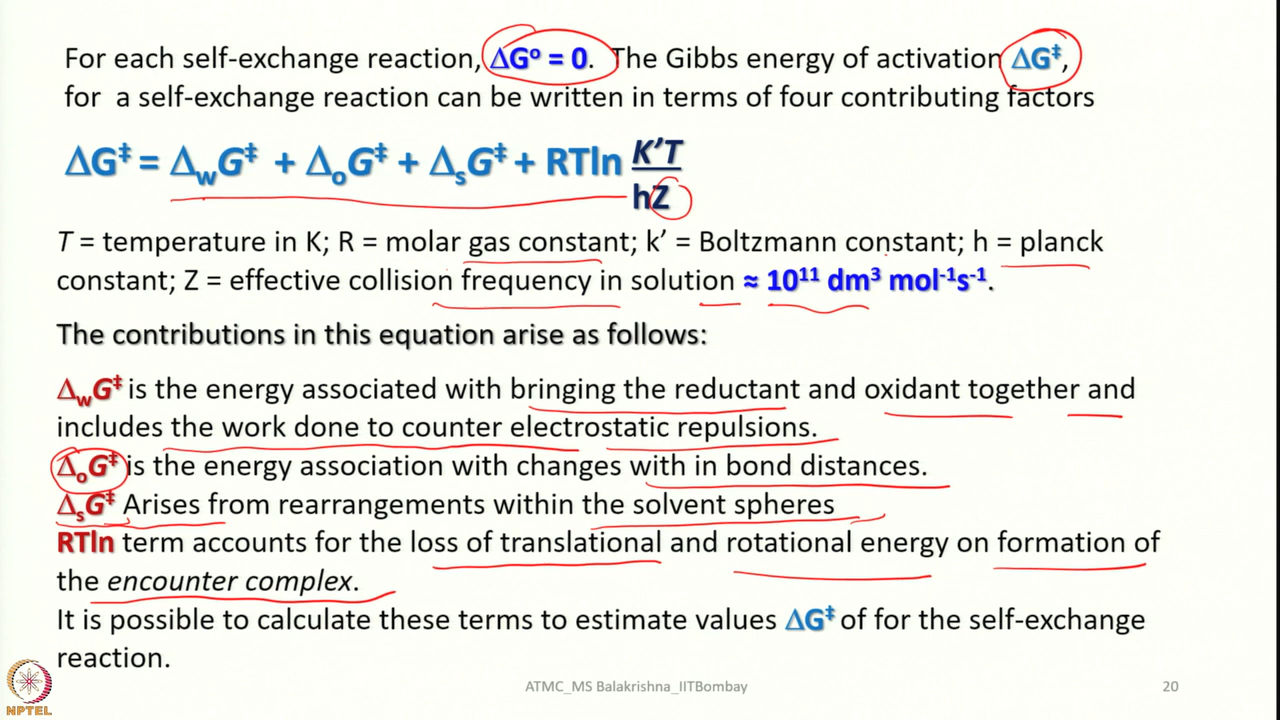 For each self-exchange reaction, ΔGᵒ = 0. The Gibbs energy of activation ΔG‡,
for a self-exchange reaction can be written in terms of four contributing factors
ΔG‡ = ΔwG‡ + ΔoG‡ + ΔsG‡ + RTln K’T
hZ
T = temperature in K; R = molar gas constant; k’ = Boltzmann constant; h = planck
constant; Z = effective collision frequency in solution ≈ 10¹¹ dm³ mol⁻¹s⁻¹.
The contributions in this equation arise as follows:
ΔwG‡ is the energy associated with bringing the reductant and oxidant together and
includes the work done to counter electrostatic repulsions.
ΔoG‡ is the energy association with changes with in bond distances.
ΔsG‡ Arises from rearrangements within the solvent spheres
RTln term accounts for the loss of translational and rotational energy on formation of
the encounter complex.
It is possible to calculate these terms to estimate values ΔG‡ of for the self-exchange
reaction.
NPTEL
ATMC_MS Balakrishna_IITBombay
20